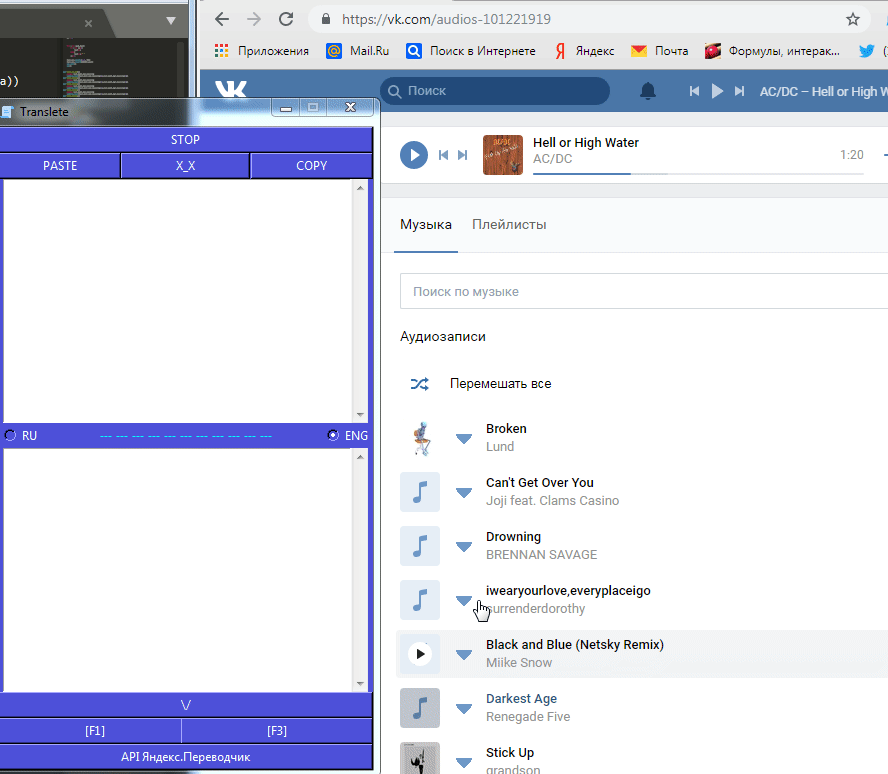 https://vk.com/audios-101221919
Приложения Mail.Ru Поиск в Интернете Яндекс Почта Формулы, интерак...
a))
Поиск
AC/DC – Hell or High W
Translete
STOP
PASTE X_X COPY
Hell or High Water
AC/DC
1:20
Музыка Плейлисты
Поиск по музыке
Аудиозаписи
Перемешать все
Broken
Lund
RU --- --- --- --- --- --- --- --- --- --- --- ENG
Can't Get Over You
Joji feat. Clams Casino
Drowning
BRENNAN SAVAGE
iwearyourlove,everyplaceigo
surrenderdorothy
Black and Blue (Netsky Remix)
Miike Snow
Darkest Age
Renegade Five
\/
[F1] [F3]
API Яндекс.Переводчик
Stick Up
grandson